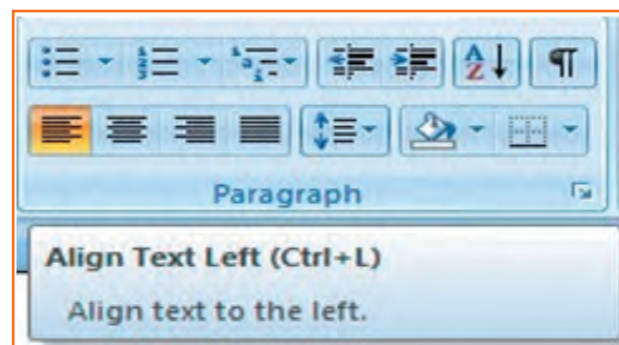 Paragraph
Align Text Left (Ctrl+L)
Align text to the left.